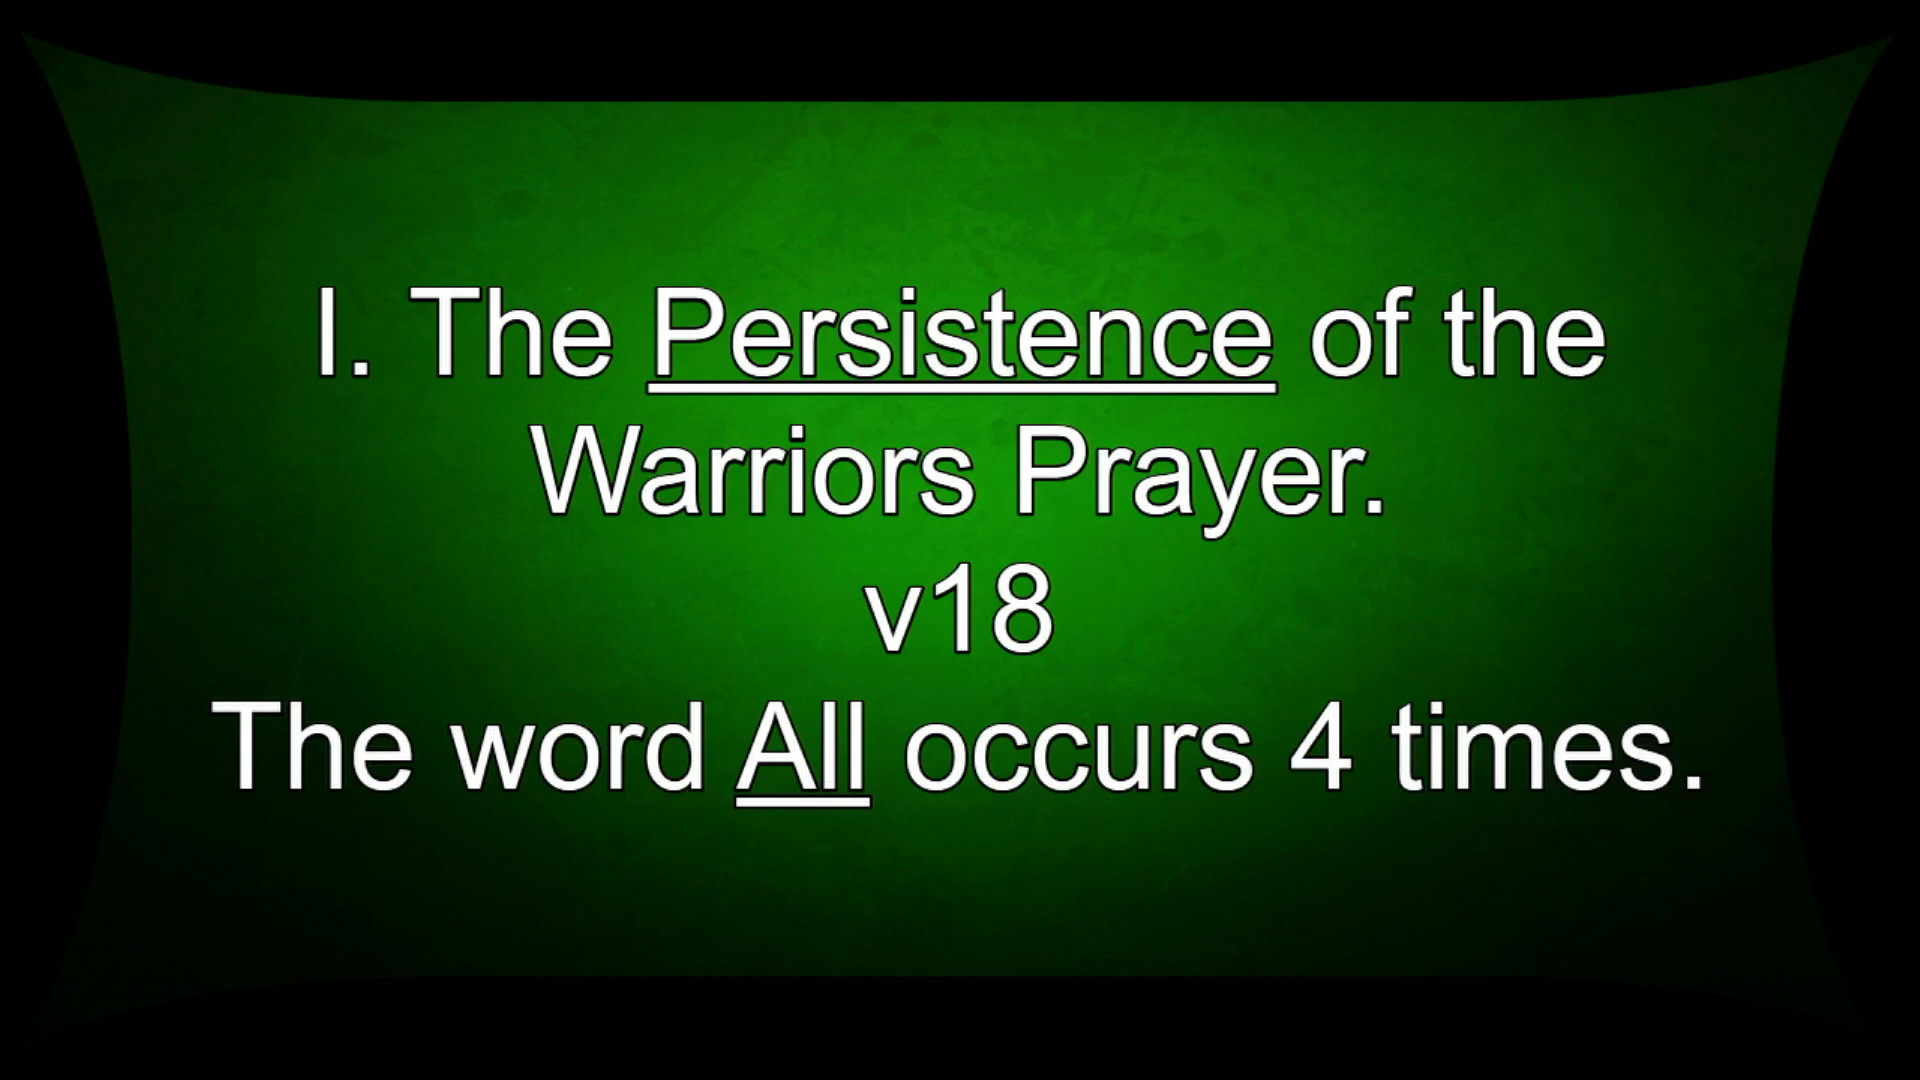 I. The Persistence of the
Warriors Prayer.
v18
The word All occurs 4 times.